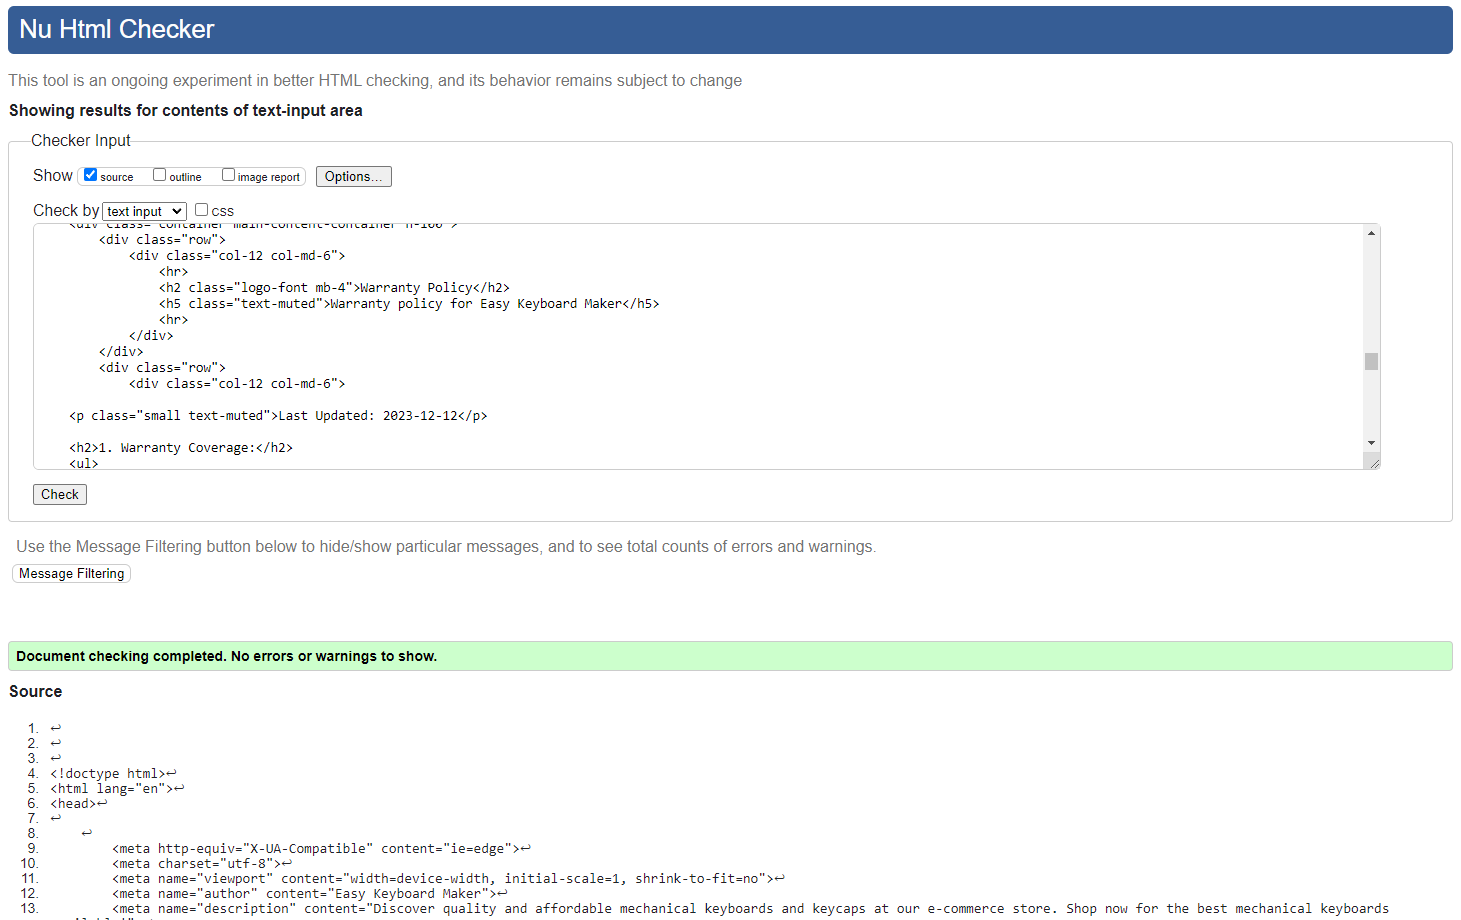 Nu Html Checker
This tool is an ongoing experiment in better HTML checking, and its behavior remains subject to change
Showing results for contents of text-input area
Checker Input
Show source outline image report Options...
Check by text input css
<div class="container main-content-container h-100">
<div class="row">
<div class="col-12 col-md-6">
<hr>
<h2 class="logo-font mb-4">Warranty Policy</h2>
<h5 class="text-muted">Warranty policy for Easy Keyboard Maker</h5>
<hr>
</div>
</div>
<div class="row">
<div class="col-12 col-md-6">
<p class="small text-muted">Last Updated: 2023-12-12</p>
<h2>1. Warranty Coverage:</h2>
<ul>
Check
Use the Message Filtering button below to hide/show particular messages, and to see total counts of errors and warnings.
Message Filtering
Document checking completed. No errors or warnings to show.
Source
1. ↩
2. ↩
3. ↩
4. <!doctype html>↩
5. <html lang="en">↩
6. <head>↩
7. ↩
8. ↩
9. <meta http-equiv="X-UA-Compatible" content="ie=edge">↩
10. <meta charset="utf-8">↩
11. <meta name="viewport" content="width=device-width, initial-scale=1, shrink-to-fit=no">↩
12. <meta name="author" content="Easy Keyboard Maker">↩
13. <meta name="description" content="Discover quality and affordable mechanical keyboards and keycaps at our e-commerce store. Shop now for the best mechanical keyboards